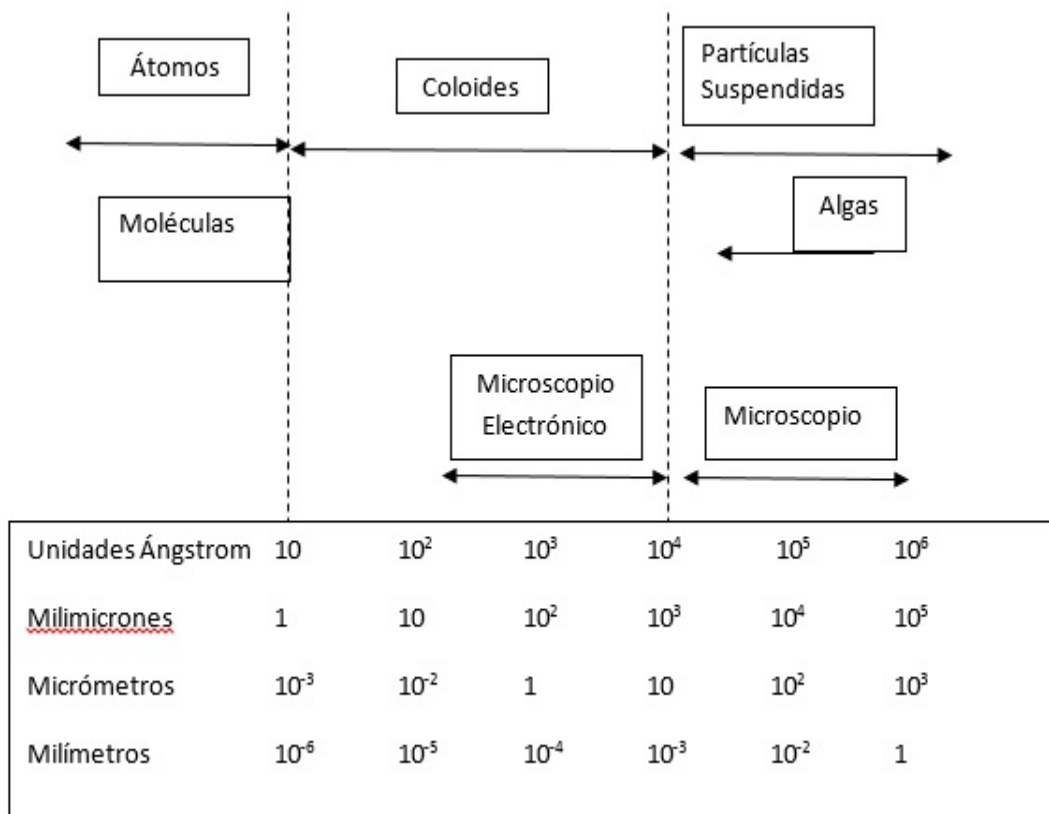 Átomos
Coloides
Partículas
Suspendidas
Moléculas
Algas
Microscopio
Electrónico
Microscopio
Unidades Ángstrom 10 10² 10³ 10⁴ 10⁵ 10⁶
Milimicrones 1 10 10² 10³ 10⁴ 10⁵
Micrómetros 10⁻³ 10⁻² 1 10 10² 10³
Milímetros 10⁻⁶ 10⁻⁵ 10⁻⁴ 10⁻³ 10⁻² 1